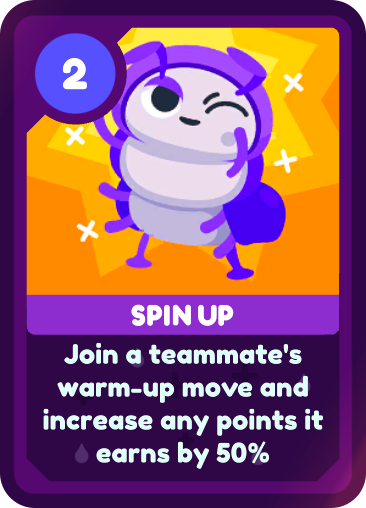 2
SPIN UP
Join a teammate's
warm-up move and
increase any points it
earns by 50%